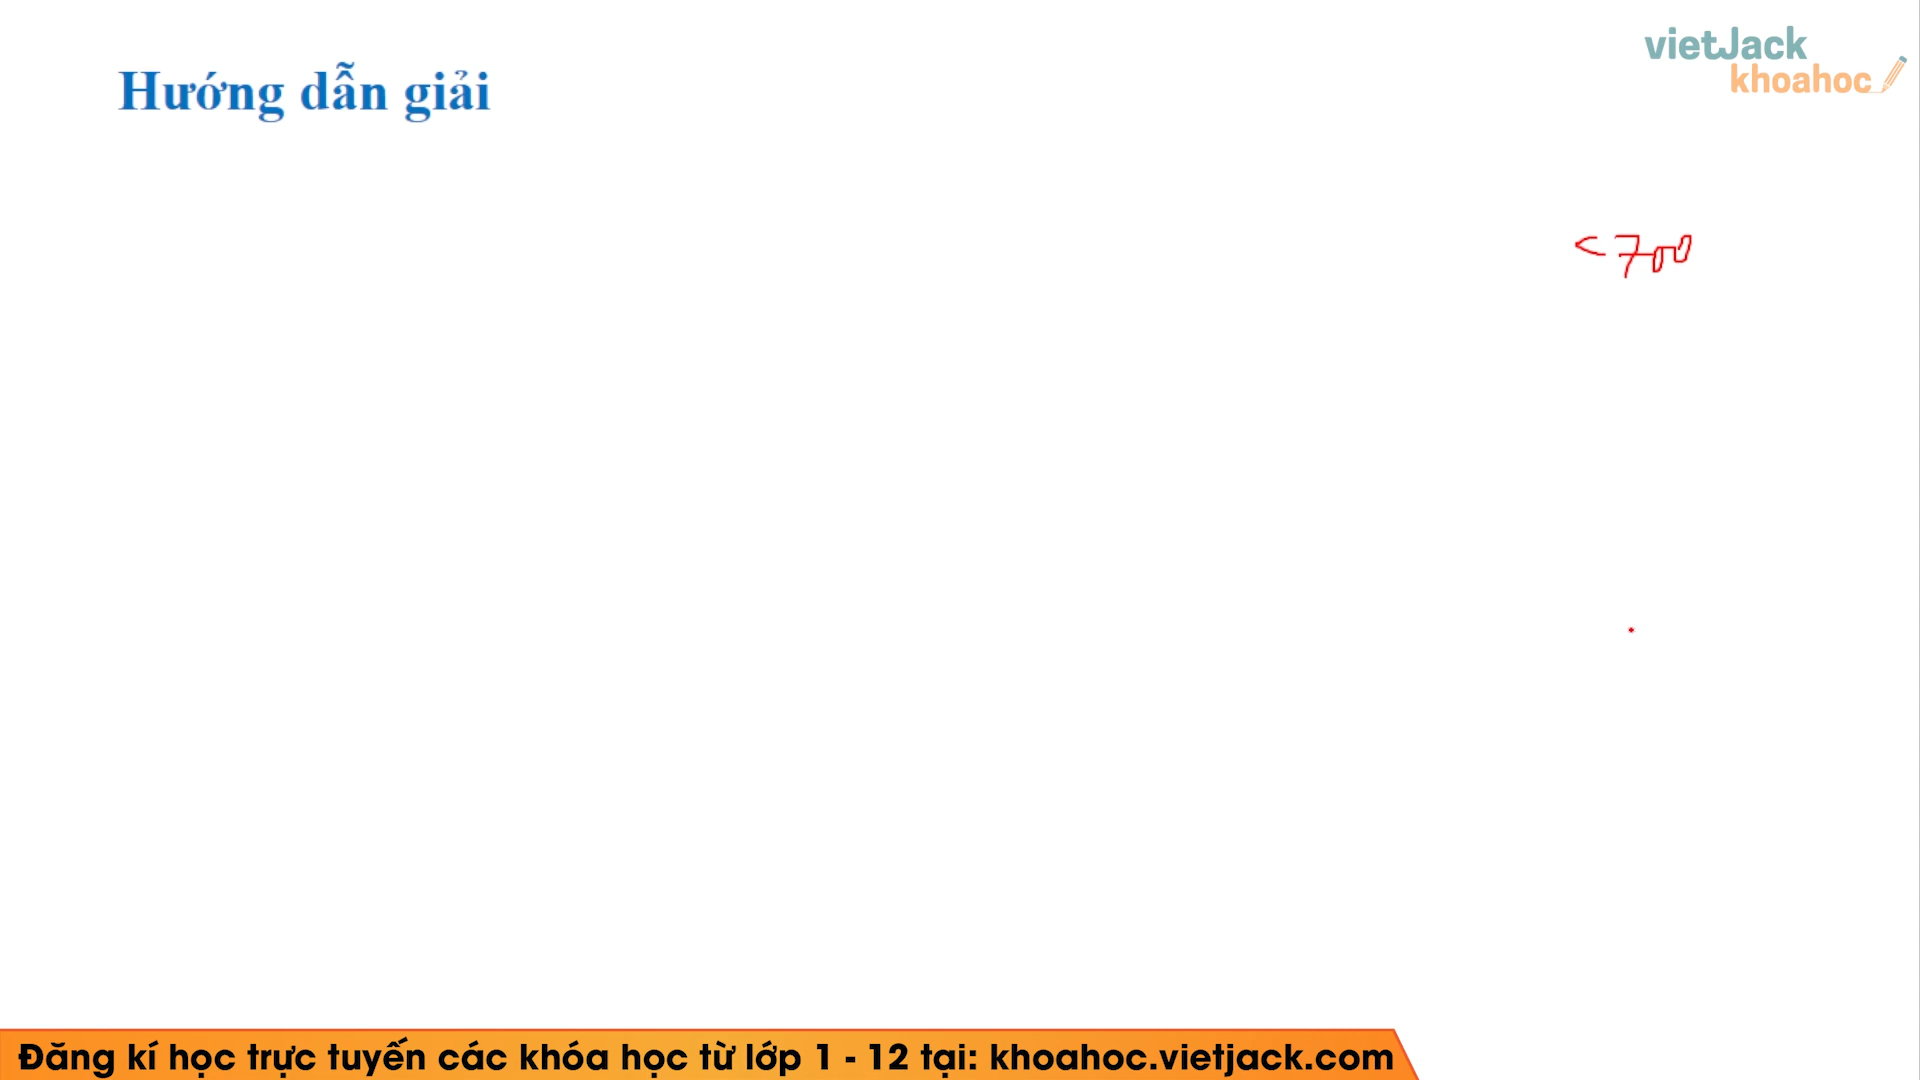 vietJack
khoahoc
Hướng dẫn giải
< 700
Đăng kí học trực tuyến các khóa học từ lớp 1 - 12 tại: khoahoc.vietjack.com